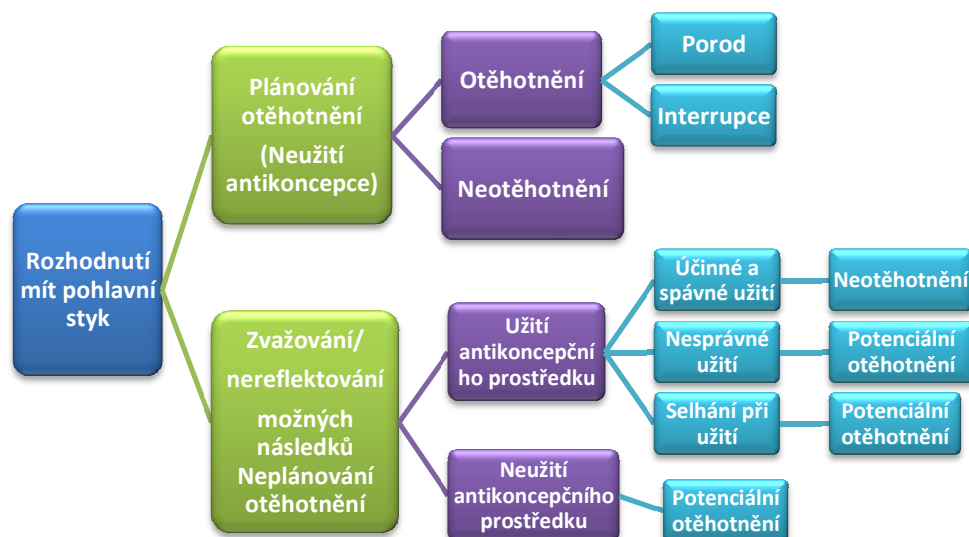 Rozhodnutí
mít pohlavní
styk
Plánování
otěhotnění
(Neužití
antikoncepce)
Otěhotnění
Porod
Interrupce
Neotěhotnění
Zvažování/
nereflektování
možných
následků
Neplánování
otěhotnění
Užití
antikoncepční
ho prostředku
Účinné a
spávné užití
Neotěhotnění
Nesprávné
užití
Potenciální
otěhotnění
Selhání při
užití
Potenciální
otěhotnění
Neužití
antikoncepčního
prostředku
Potenciální
otěhotnění